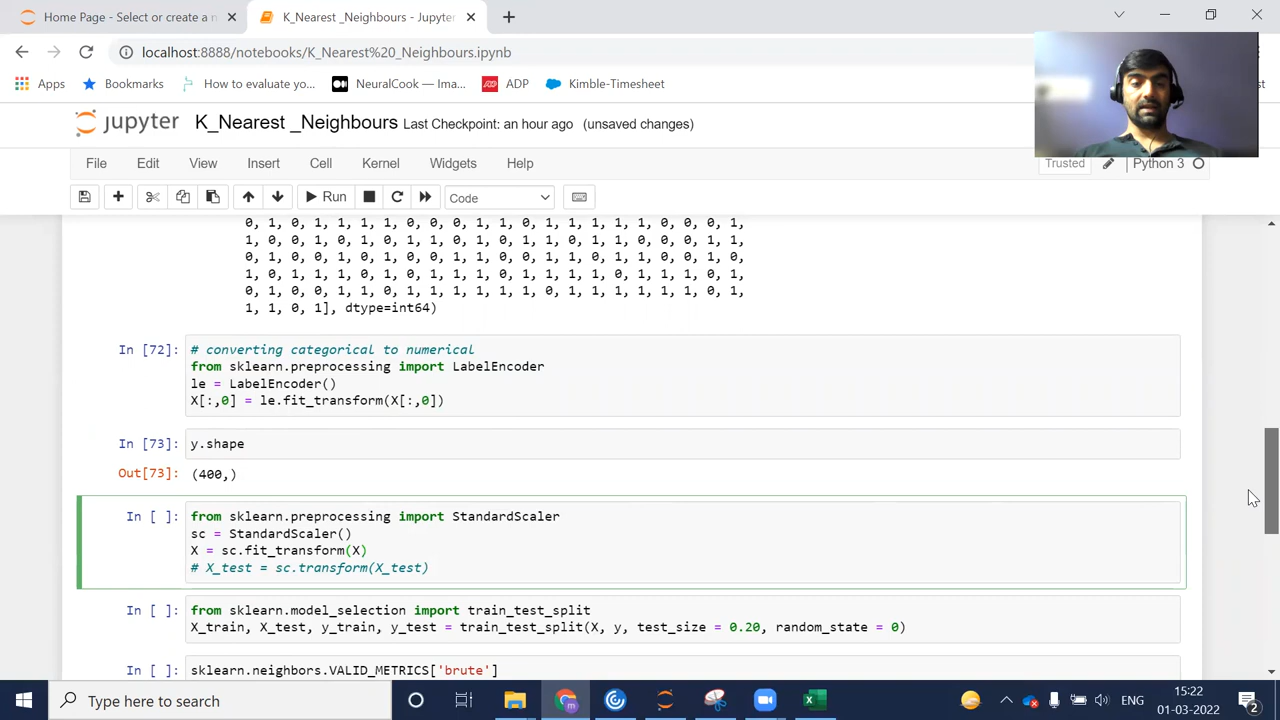 Home Page - Select or create a n
K_Nearest _Neighbours - Jupyter
localhost:8888/notebooks/K_Nearest%20_Neighbours.ipynb
Apps
Bookmarks
How to evaluate yo...
NeuralCook — Ima...
ADP
Kimble-Timesheet
jupyter
K_Nearest _Neighbours Last Checkpoint: an hour ago (unsaved changes)
File Edit View Insert Cell Kernel Widgets Help
Trusted
Python 3
Run
Code
0, 1, 0, 1, 1, 1, 1, 0, 0, 0, 1, 1, 0, 1, 1, 1, 1, 1, 0, 0, 0, 1,
1, 0, 0, 1, 0, 1, 0, 1, 1, 0, 1, 0, 1, 1, 0, 1, 1, 0, 0, 0, 1, 1,
0, 1, 0, 1, 0, 1, 0, 0, 1, 0, 1, 0, 0, 1, 1, 0, 1, 1, 0, 0, 1, 0,
1, 0, 1, 1, 1, 0, 1, 0, 1, 1, 1, 0, 1, 1, 1, 1, 0, 1, 1, 1, 0, 1,
0, 1, 0, 0, 1, 1, 0, 1, 1, 1, 1, 1, 1, 0, 1, 1, 1, 1, 1, 0, 1,
1, 1, 0, 1], dtype=int64)
In [72]:
# converting categorical to numerical
from sklearn.preprocessing import LabelEncoder
le = LabelEncoder()
X[:,0] = le.fit_transform(X[:,0])
In [73]:
y.shape
Out[73]:
(400,)
In [ ]:
from sklearn.preprocessing import StandardScaler
sc = StandardScaler()
X = sc.fit_transform(X)
# X_test = sc.transform(X_test)
In [ ]:
from sklearn.model_selection import train_test_split
X_train, X_test, y_train, y_test = train_test_split(X, y, test_size = 0.20, random_state = 0)
In [ ]:
sklearn.neighbors.VALID_METRICS['brute']
Type here to search
ENG
15:22
01-03-2022
2